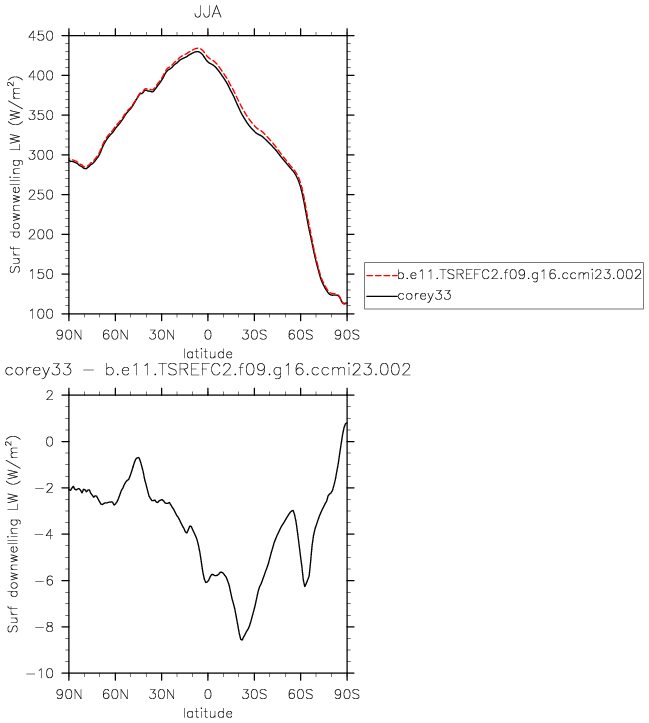 JJA
Surf downwelling LW (W/m²)
450
400
350
300
250
200
150
100
90N 60N 30N 0 30S 60S 90S
latitude
b.e11.TSREFC2.f09.g16.ccmi23.002
corey33
corey33 − b.e11.TSREFC2.f09.g16.ccmi23.002
Surf downwelling LW (W/m²)
2
0
−2
−4
−6
−8
−10
90N 60N 30N 0 30S 60S 90S
latitude